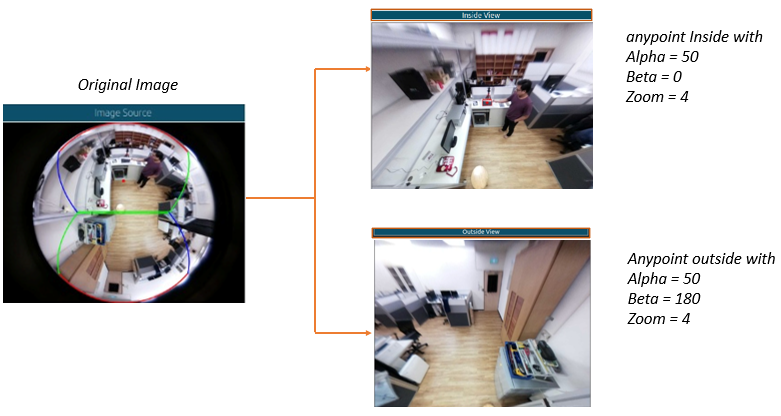 Inside View
anypoint Inside with
Alpha = 50
Beta = 0
Zoom = 4
Original Image
Image Source
Outside View
Anypoint outside with
Alpha = 50
Beta = 180
Zoom = 4